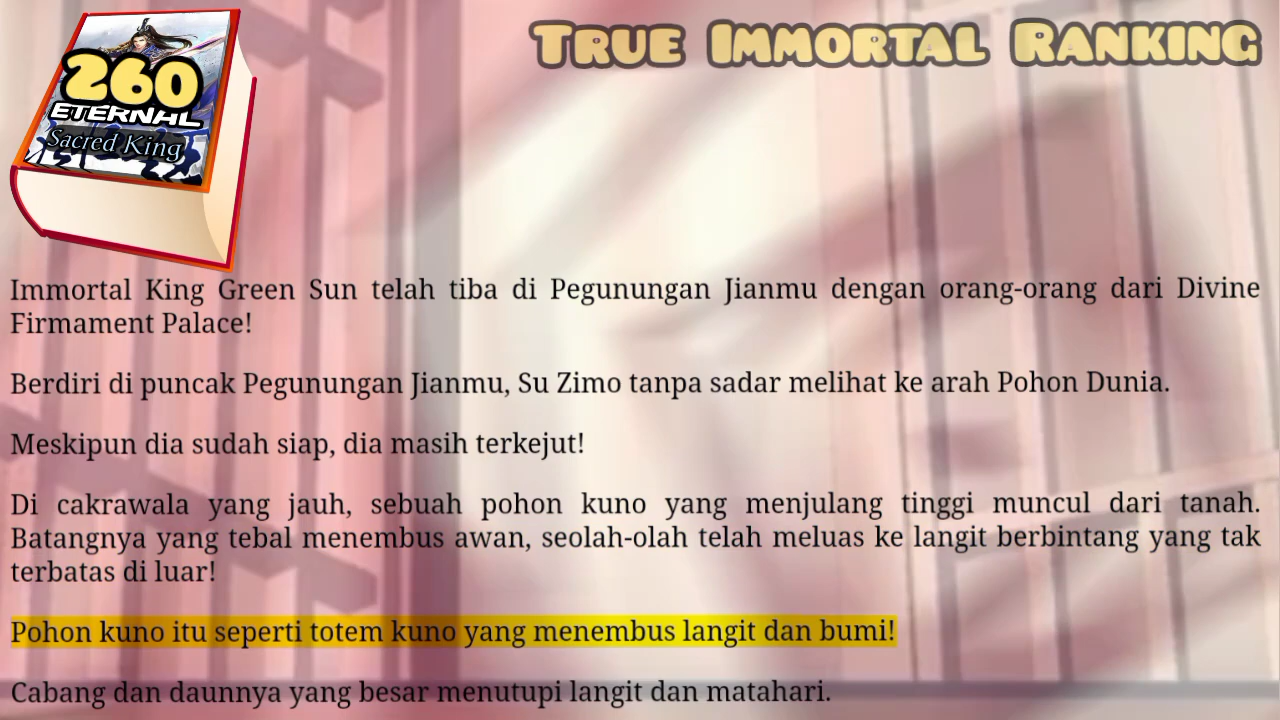 TRUE IMMORTAL RANKING
260
ETERNAL
Sacred King
Immortal King Green Sun telah tiba di Pegunungan Jianmu dengan orang-orang dari Divine
Firmament Palace!
Berdiri di puncak Pegunungan Jianmu, Su Zimo tanpa sadar melihat ke arah Pohon Dunia.
Meskipun dia sudah siap, dia masih terkejut!
Di cakrawala yang jauh, sebuah pohon kuno yang menjulang tinggi muncul dari tanah.
Batangnya yang tebal menembus awan, seolah-olah telah meluas ke langit berbintang yang tak
terbatas di luar!
Pohon kuno itu seperti totem kuno yang menembus langit dan bumi!
Cabang dan daunnya yang besar menutupi langit dan matahari.